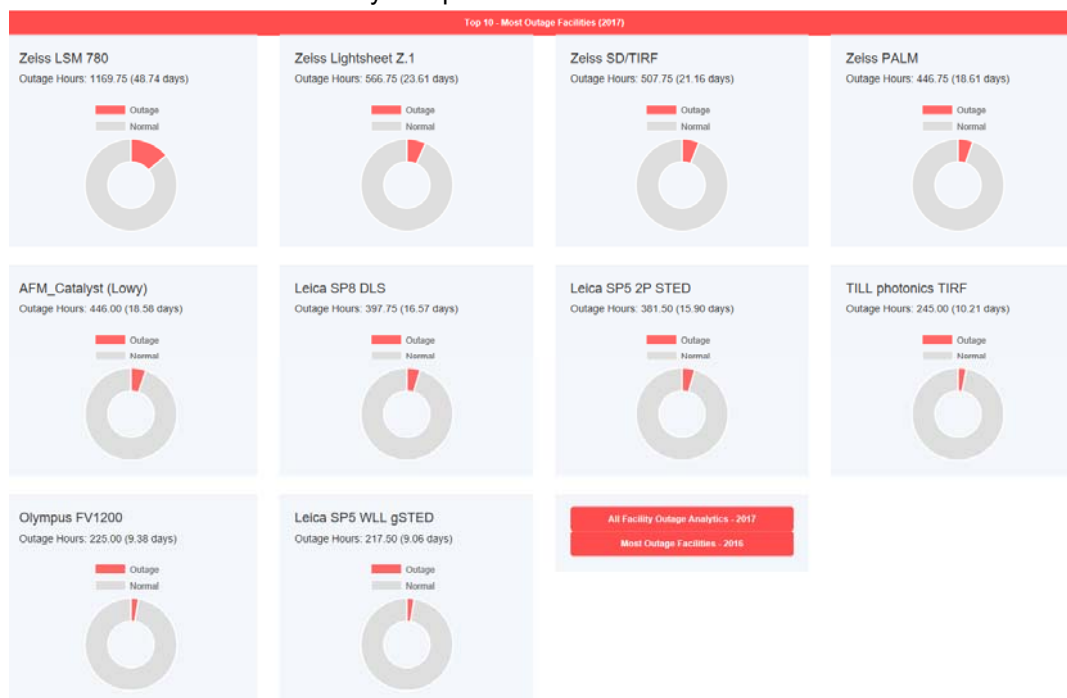 Top 10 - Most Outage Facilities (2017)
Zeiss LSM 780
Outage Hours: 1169.75 (48.74 days)
Outage
Normal
Zeiss Lightsheet Z.1
Outage Hours: 566.75 (23.61 days)
Outage
Normal
Zeiss SD/TIRF
Outage Hours: 507.75 (21.16 days)
Outage
Normal
Zeiss PALM
Outage Hours: 446.75 (18.61 days)
Outage
Normal
AFM_Catalyst (Lowy)
Outage Hours: 446.00 (18.58 days)
Outage
Normal
Leica SP8 DLS
Outage Hours: 397.75 (16.57 days)
Outage
Normal
Leica SP5 2P STED
Outage Hours: 381.50 (15.90 days)
Outage
Normal
TILL photonics TIRF
Outage Hours: 245.00 (10.21 days)
Outage
Normal
Olympus FV1200
Outage Hours: 225.00 (9.38 days)
Outage
Normal
Leica SP5 WLL gSTED
Outage Hours: 217.50 (9.06 days)
Outage
Normal
All Facility Outage Analytics - 2017
Most Outage Facilities - 2016